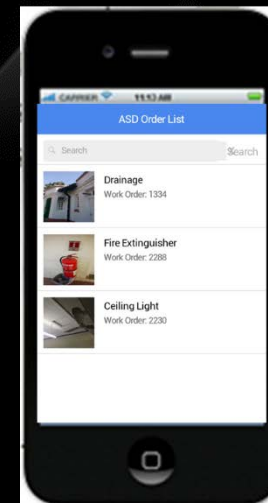 CARRIER 11:13 AM
ASD Order List
Search Search
Drainage
Work Order: 1334
Fire Extinguisher
Work Order: 2288
Ceiling Light
Work Order: 2230